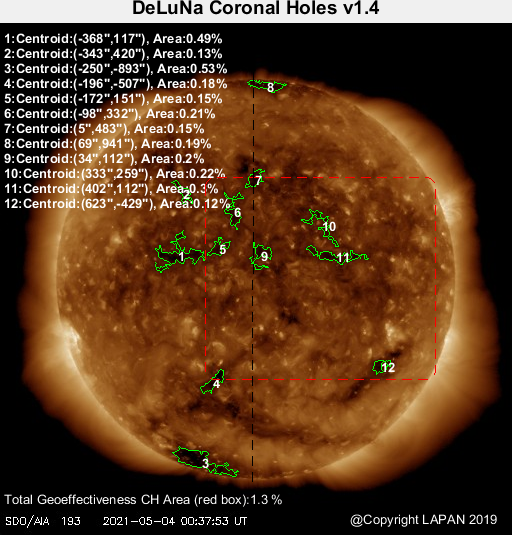 DeLuNa Coronal Holes v1.4
1:Centroid:(-368",117"), Area:0.49%
2:Centroid:(-343",420"), Area:0.13%
3:Centroid:(-250",-893"), Area:0.53%
4:Centroid:(-196",-507"), Area:0.18%
5:Centroid:(-172",151"), Area:0.15%
6:Centroid:(-98",332"), Area:0.21%
7:Centroid:(5",483"), Area:0.15%
8:Centroid:(69",941"), Area:0.19%
9:Centroid:(34",112"), Area:0.2%
10:Centroid:(333",259"), Area:0.22%
11:Centroid:(402",112"), Area:0.3%
12:Centroid:(623",-429"), Area:0.12%
8
7
2
6
10
5
1
9
11
12
4
3
Total Geoeffectiveness CH Area (red box):1.3 %
SDO/AIA 193 2021-05-04 00:37:53 UT
@Copyright LAPAN 2019